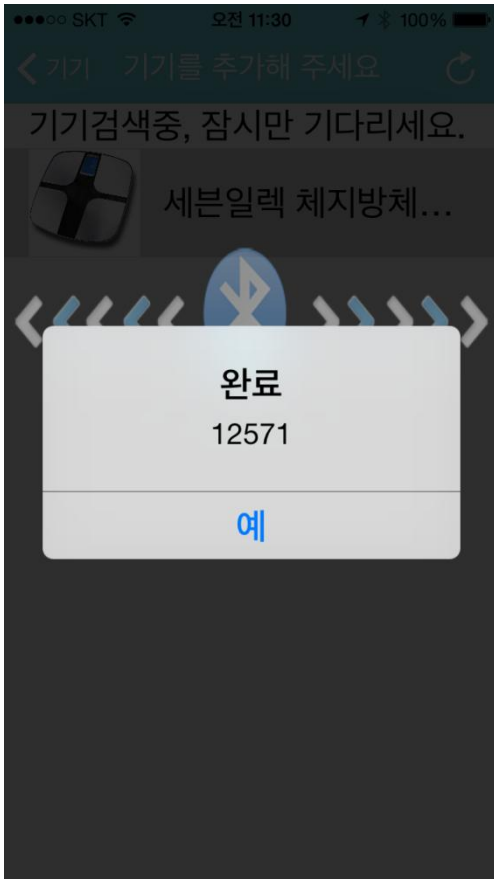 SKT 오전 11:30 100%
기기 기기를 추가해 주세요
기기검색중, 잠시만 기다리세요.
세븐일렉 체지방체...
완료
12571
예